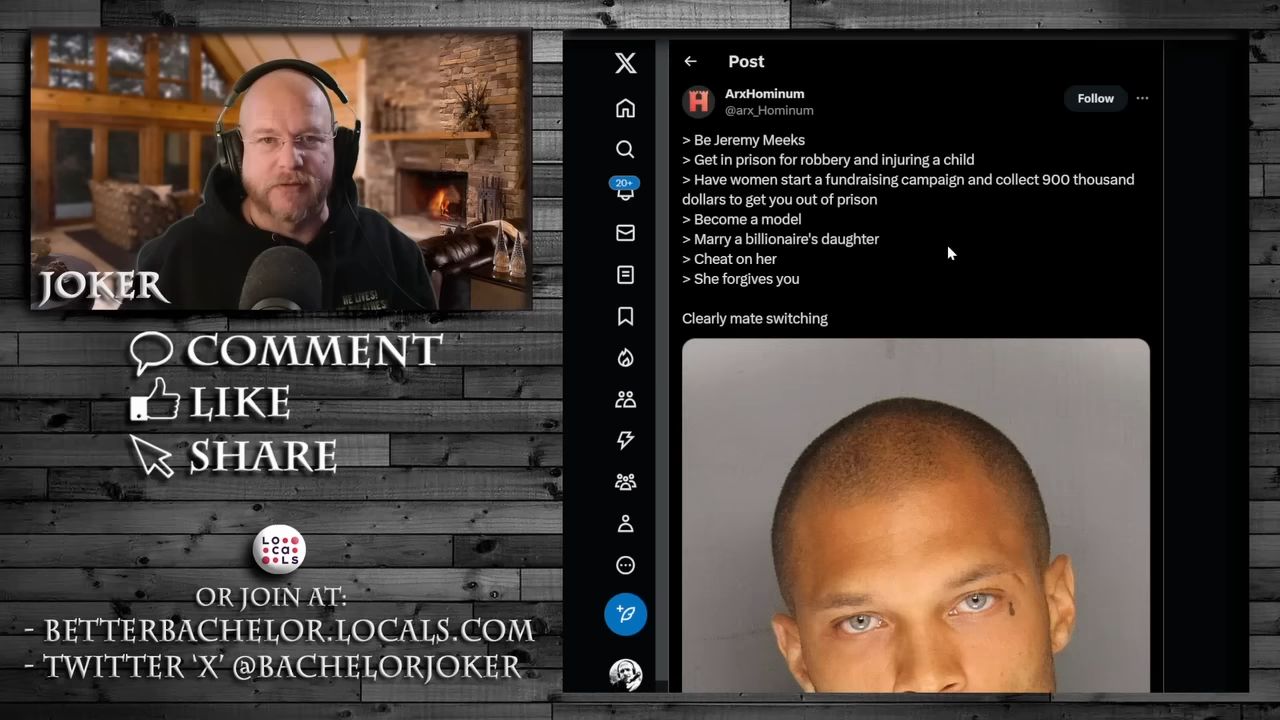 JOKER
COMMENT
LIKE
SHARE
LOcaLS
OR JOIN AT:
- BETTERBACHELOR.LOCALS.COM
- TWITTER 'X' @BACHELORJOKER
20+
Post
ArxHominum
@arx_Hominum
Follow
> Be Jeremy Meeks
> Get in prison for robbery and injuring a child
> Have women start a fundraising campaign and collect 900 thousand
dollars to get you out of prison
> Become a model
> Marry a billionaire's daughter
> Cheat on her
> She forgives you
Clearly mate switching